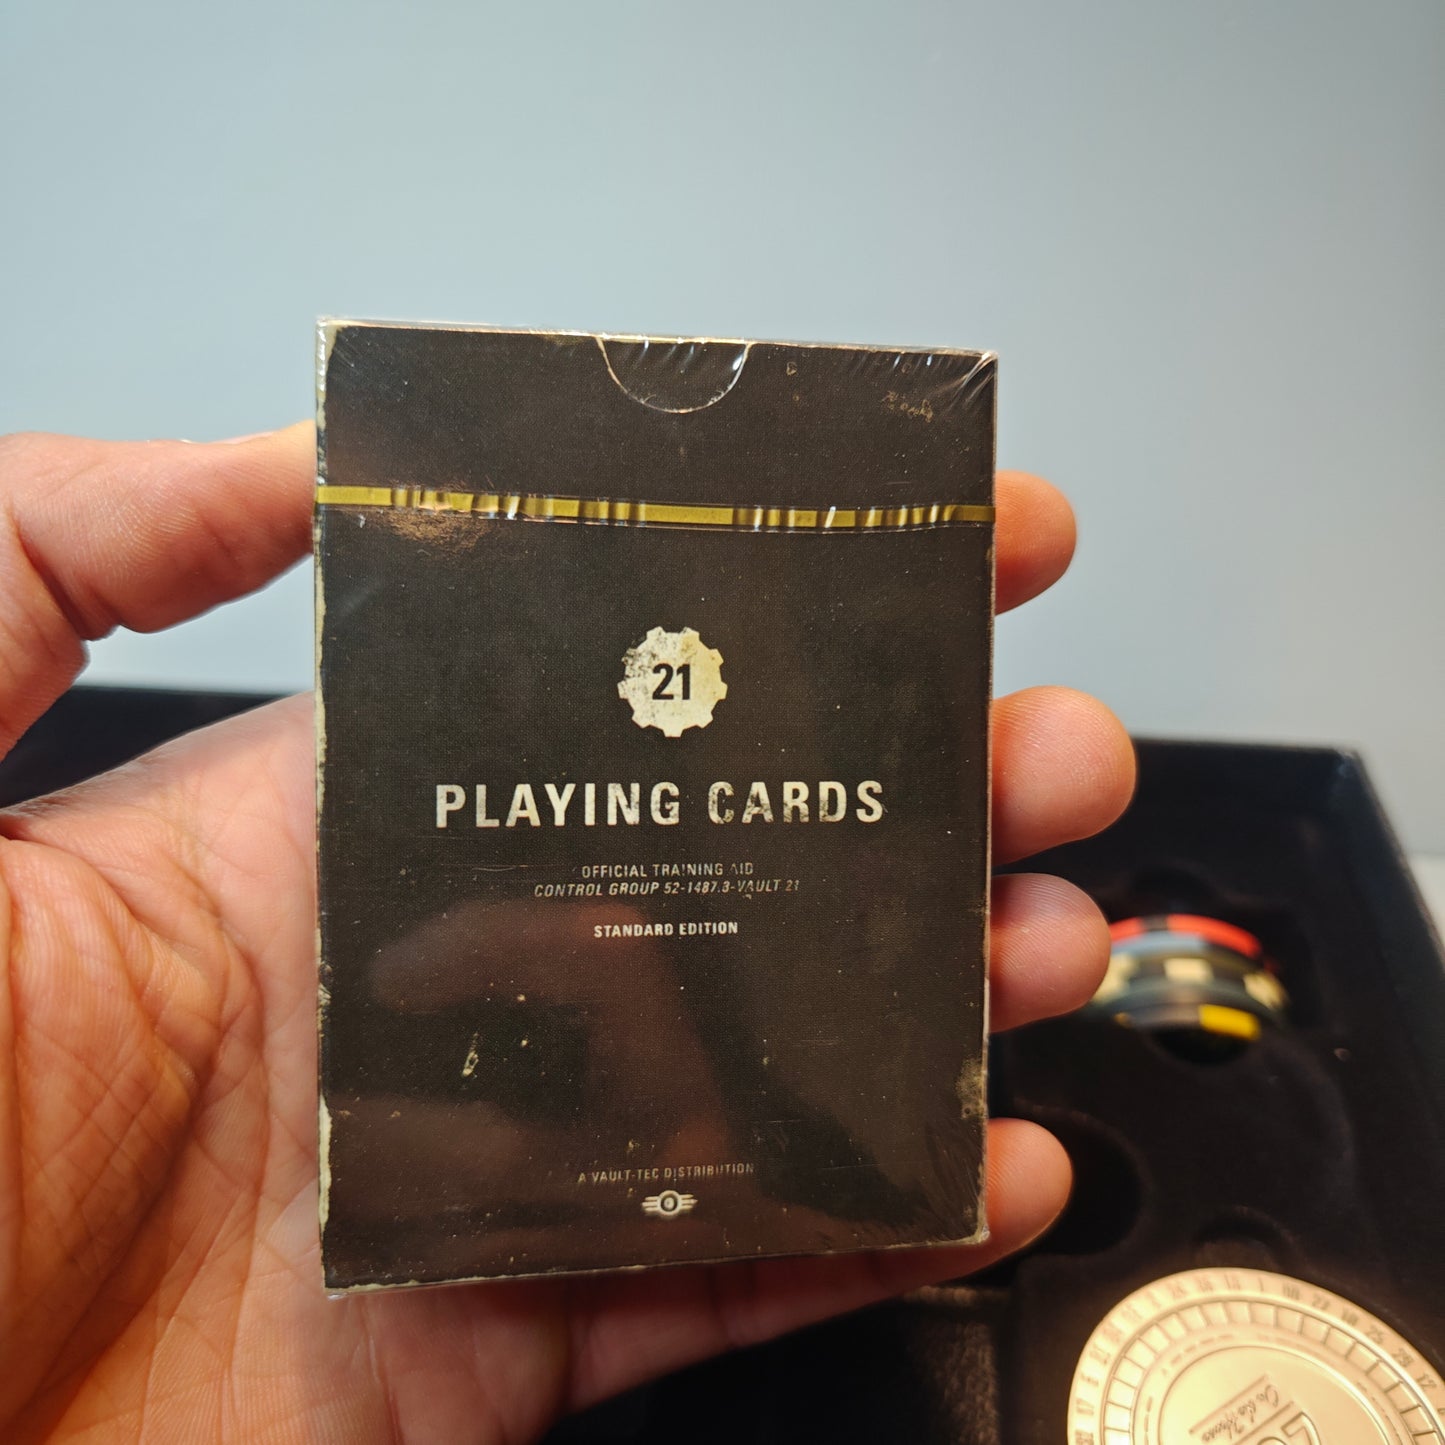 21
PLAYING CARDS
OFFICIAL TRAINING AID
CONTROL GROUP 52-1487.3-VAULT 21
STANDARD EDITION
A VAULT-TEC DISTRIBUTION